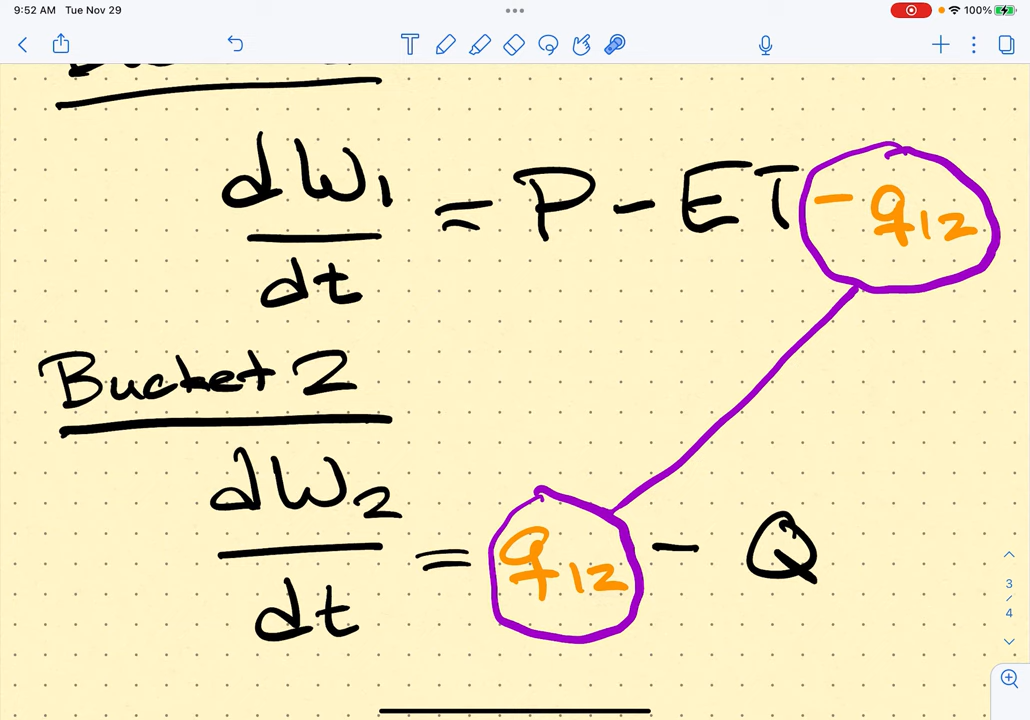 9:52 AM Tue Nov 29
100%
dW1/dt = P - ET - q12
Bucket 2
dW2/dt = q12 - Q
3/4